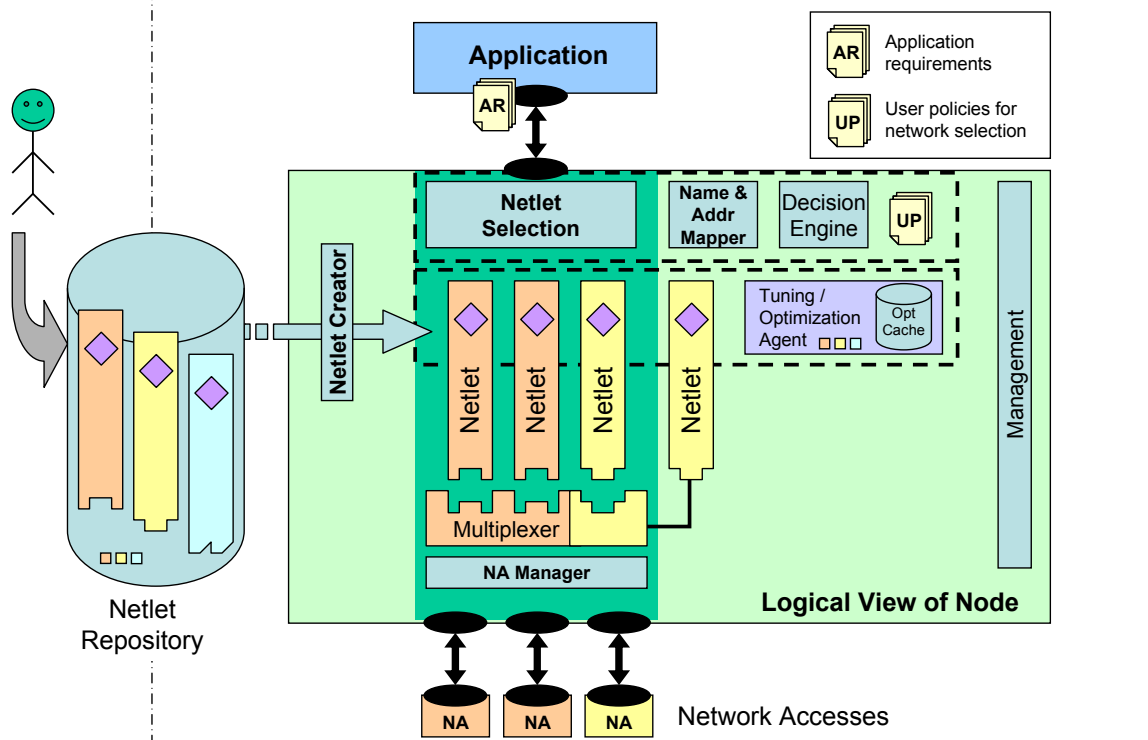 Application
AR
AR
Application
requirements
UP
User policies for
network selection
Netlet
Selection
Name &
Addr
Mapper
Decision
Engine
UP
Netlet Creator
Netlet
Netlet
Netlet
Netlet
Tuning /
Optimization
Agent
Opt
Cache
Management
Multiplexer
NA Manager
Logical View of Node
Netlet
Repository
NA
NA
NA
Network Accesses